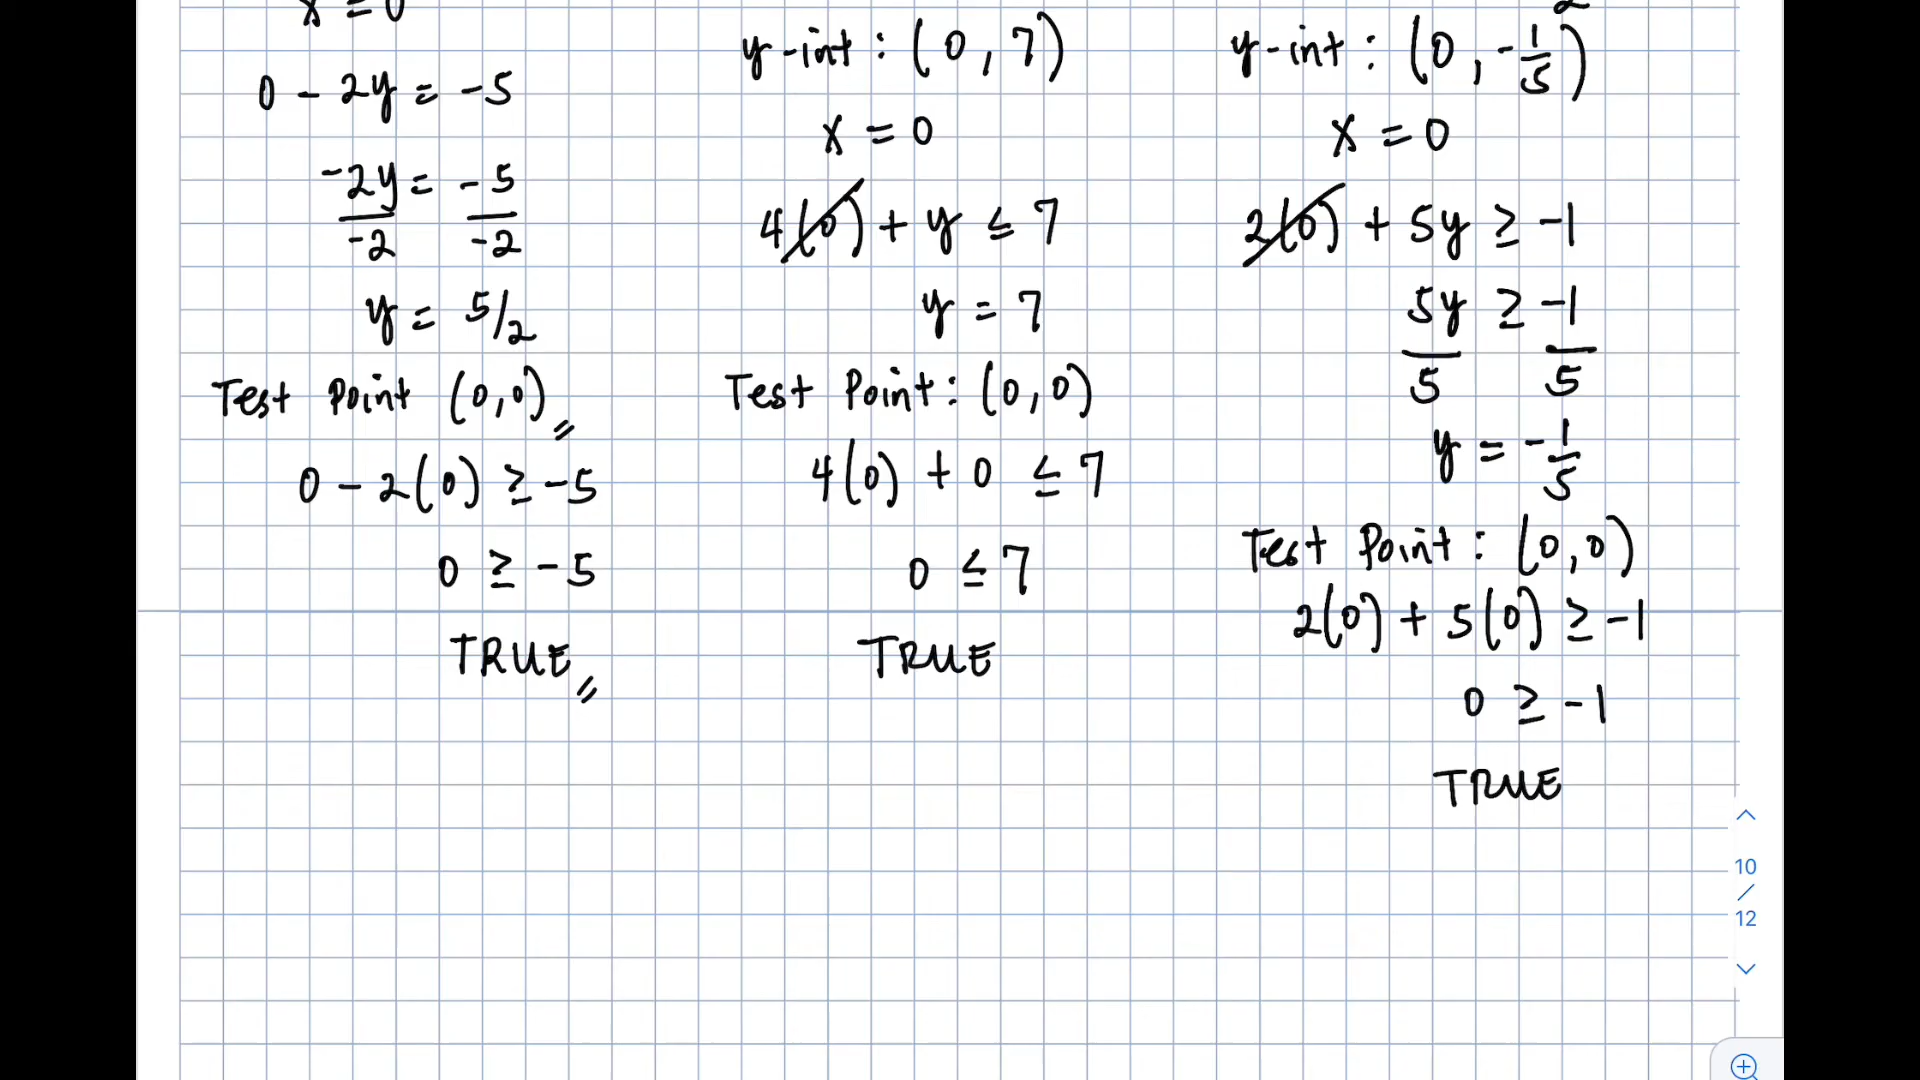 x = 0
0 - 2y = -5
-2y = -5
-2 -2
y = 5/2
Test Point (0,0)
0 - 2(0) ≥ -5
0 ≥ -5
TRUE
y-int : (0, 7)
x = 0
4(0) + y ≤ 7
y = 7
Test Point : (0,0)
4(0) + 0 ≤ 7
0 ≤ 7
TRUE
y-int : (0, -1/5)
x = 0
2(0) + 5y ≥ -1
5y ≥ -1
5 5
y = -1/5
Test Point : (0,0)
2(0) + 5(0) ≥ -1
0 ≥ -1
TRUE
10
/
12